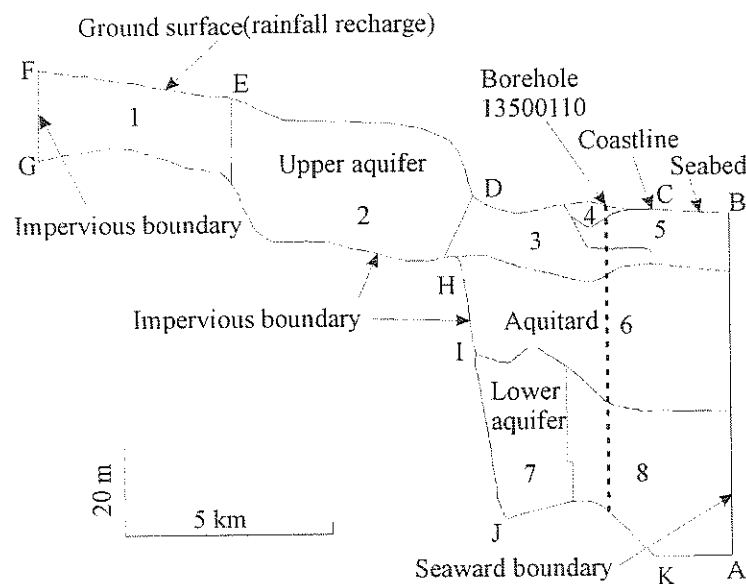 Ground surface(rainfall recharge)
F
E
Borehole
13500110
1
Coastline
Seabed
G
Upper aquifer
D
C
B
Impervious boundary
2
3
4
5
H
Impervious boundary
Aquitard
6
I
Lower
aquifer
20 m
7
8
5 km
J
Seaward boundary
K
A